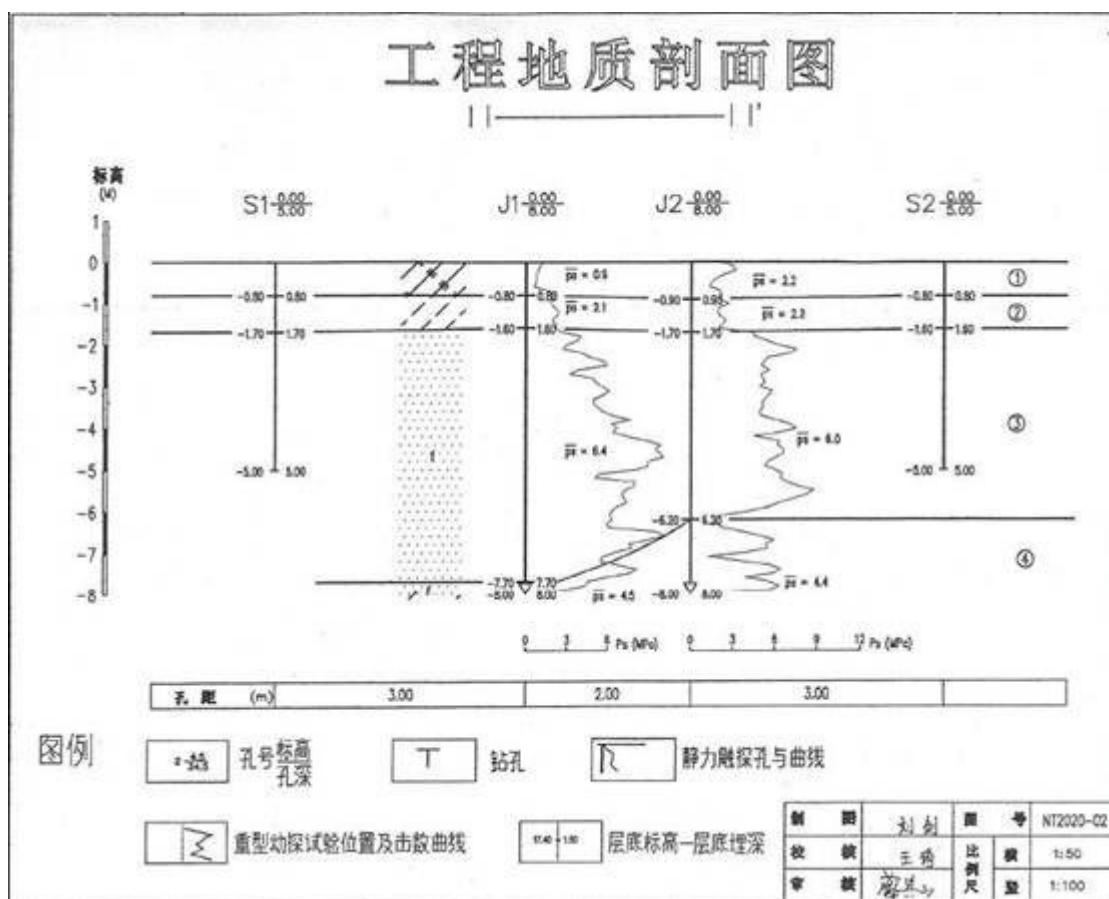 工程地质剖面图
标高
(M)
S1 0.00/5.00
J1 0.00/8.00
J2 0.00/8.00
S2 0.00/5.00
1
0
-1
-2
-3
-4
-5
-6
-7
-8
p̅s̅ = 0.9
p̅s̅ = 2.2
①
-0.80 0.80
-0.80 0.80
-0.90 0.90
-0.80 0.80
p̅s̅ = 2.1
p̅s̅ = 2.3
②
-1.70 1.70
-1.60 1.60
-1.70 1.70
-1.60 1.60
f
p̅s̅ = 6.4
p̅s̅ = 6.0
③
-5.00 5.00
-5.00 5.00
-6.20 6.20
-7.70 7.70
-8.00 8.00
p̅s̅ = 4.5
-8.00 8.00
p̅s̅ = 4.4
④
0 3 6 Ps (MPa)
0 3 6 9 12 Ps (MPa)
孔距 (m) 3.00 2.00 3.00
图例
孔号 标高/孔深
钻孔
静力触探孔与曲线
重型动探试验位置及击数曲线
层底标高—层底埋深
制图 图号 NT2020-02
校核 比例尺 横 1:50
审核 竖 1:100